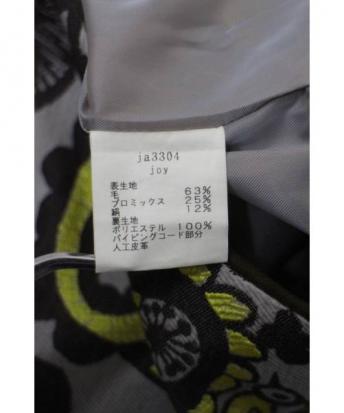 ja3304
joy
表生地
毛 63%
プロミックス 25%
絹 12%
裏生地
ポリエステル 100%
パイピングコード部分
人工皮革